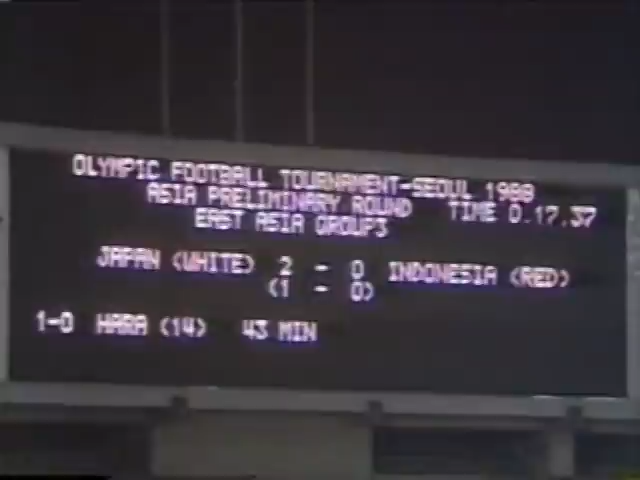 OLYMPIC FOOTBALL TOURNAMENT-SEOUL 1988
ASIA PRELIMINARY ROUND TIME 0.17.37
EAST ASIA GROUP3
JAPAN (WHITE) 2 - 0 INDONESIA (RED)
(1 - 0)
1-0 HARA (14) 43 MIN